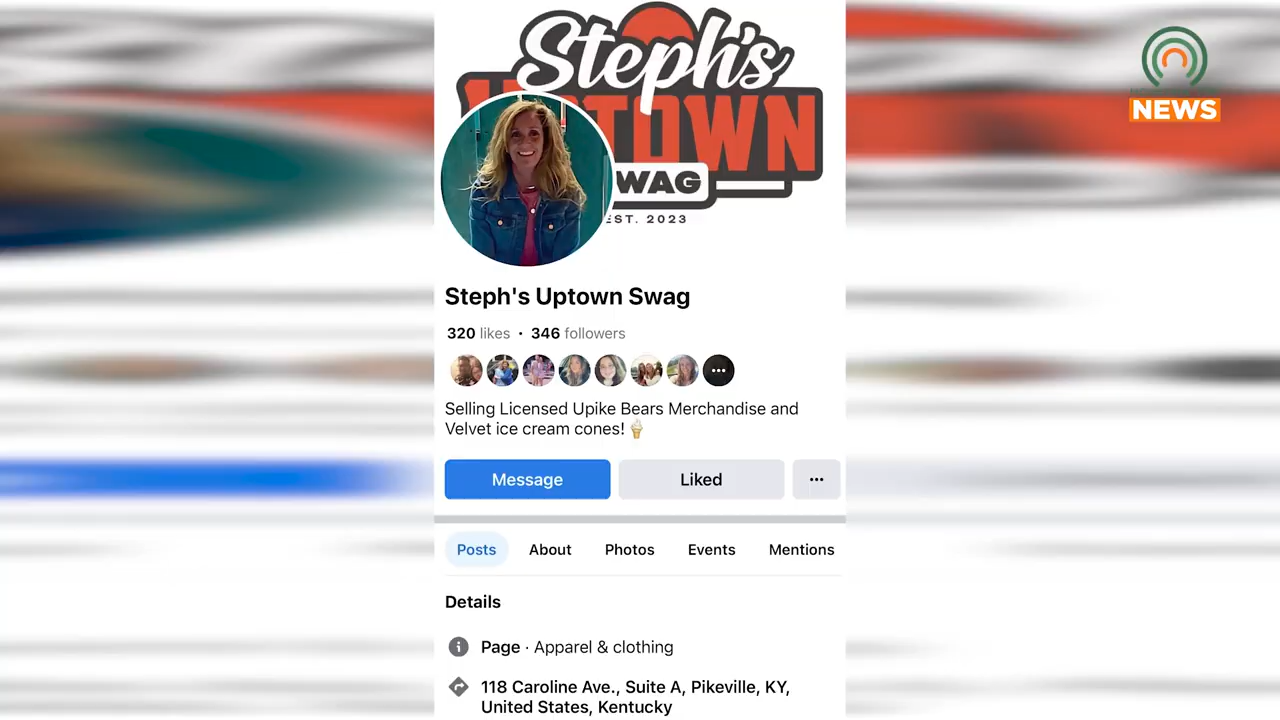 Steph's
UPTOWN
SWAG
EST. 2023
NEWS
Steph's Uptown Swag
320 likes · 346 followers
Selling Licensed Upike Bears Merchandise and
Velvet ice cream cones! 🍦
Message
Liked
Posts
About
Photos
Events
Mentions
Details
Page · Apparel & clothing
118 Caroline Ave., Suite A, Pikeville, KY,
United States, Kentucky